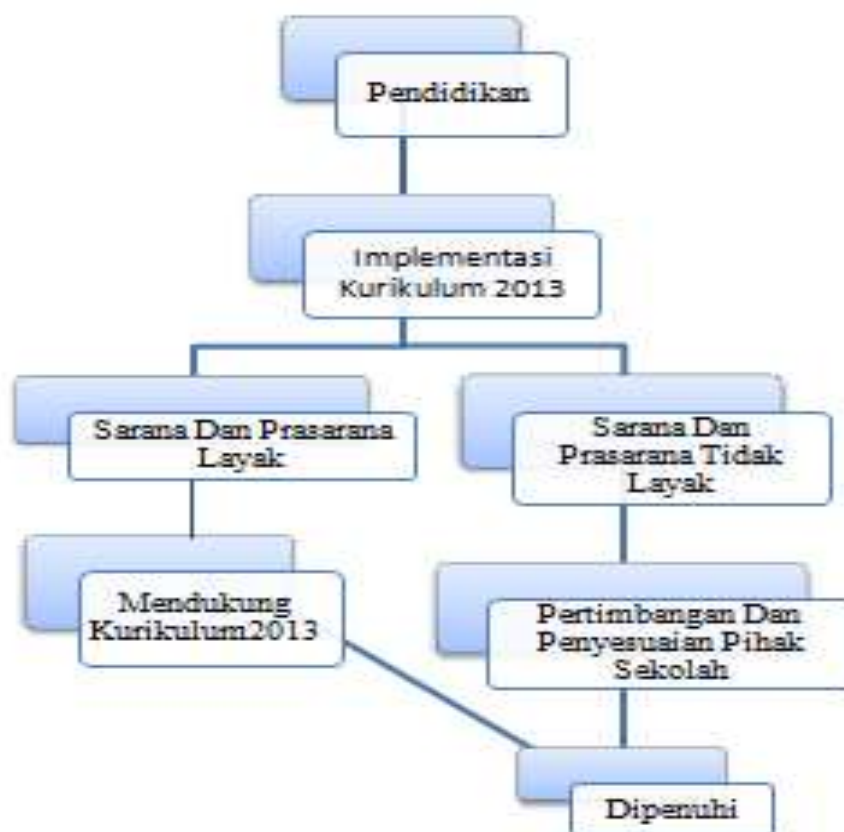 Pendidikan
Implementasi
Kurikulum 2013
Sarana Dan Prasarana
Layak
Sarana Dan
Prasarana Tidak
Layak
Mendukung
Kurikulum2013
Pertimbangan Dan
Penyesuaian Pihak
Sekolah
Dipenuhi